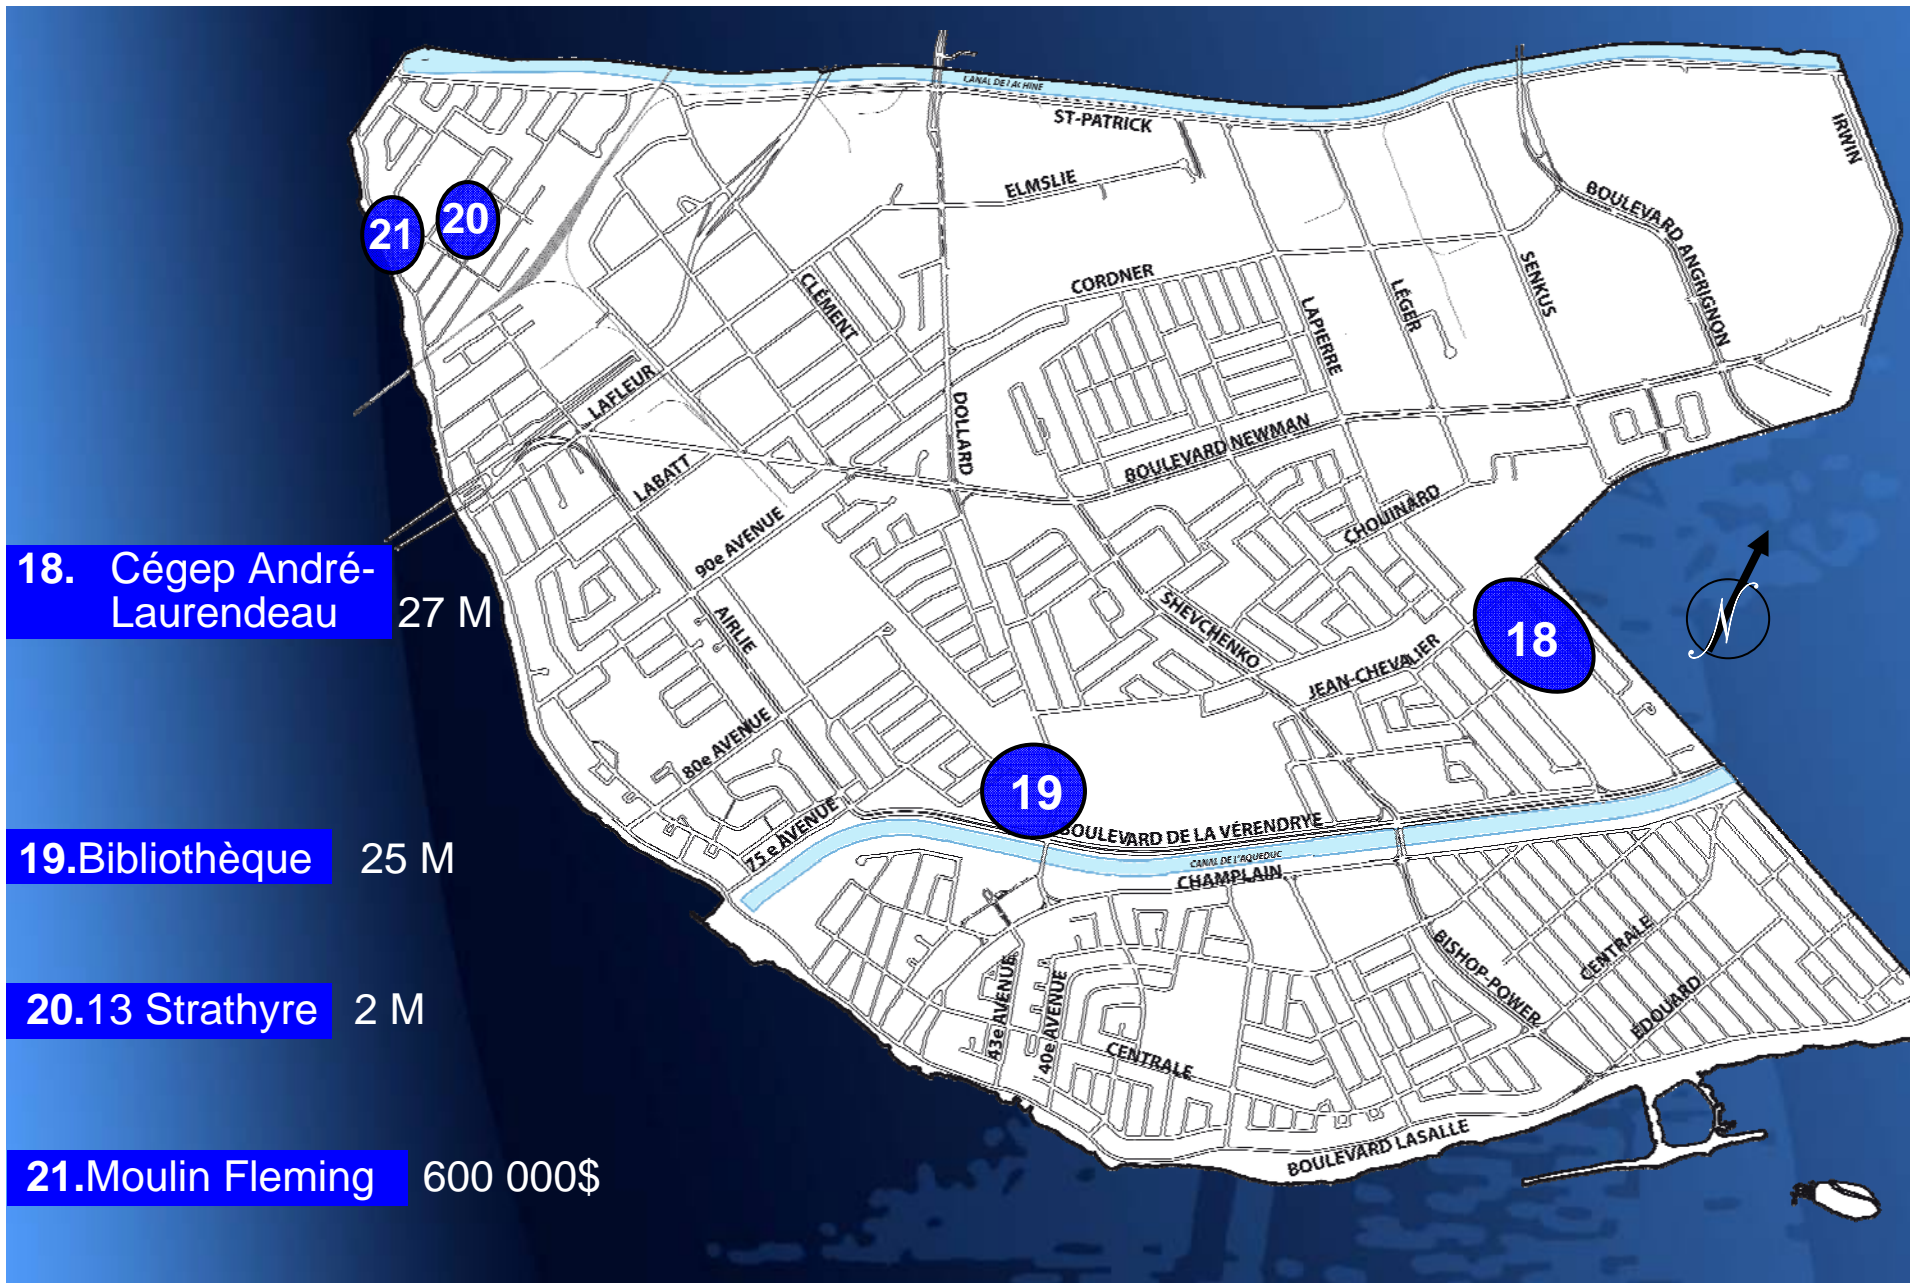 CANAL DE LACHINE
ST-PATRICK
IRWIN
ELMSLIE
BOULEVARD ANGRIGNON
21
20
CORDNER
CLÉMENT
LAPIERRE
LÉGER
SENKUS
LAFLEUR
DOLLARD
BOULEVARD NEWMAN
LABATT
CHOUINARD
90e AVENUE
18. Cégep André-
Laurendeau 27 M
AIRLIE
SHEVCHENKO
JEAN-CHEVALIER
18
N
80e AVENUE
19
75e AVENUE
BOULEVARD DE LA VÉRENDRYE
CANAL DE L'AQUEDUC
CHAMPLAIN
19.Bibliothèque 25 M
BISHOP-POWER
CENTRALE
ÉDOUARD
43e AVENUE
40e AVENUE
20.13 Strathyre 2 M
CENTRALE
BOULEVARD LASALLE
21.Moulin Fleming 600 000$